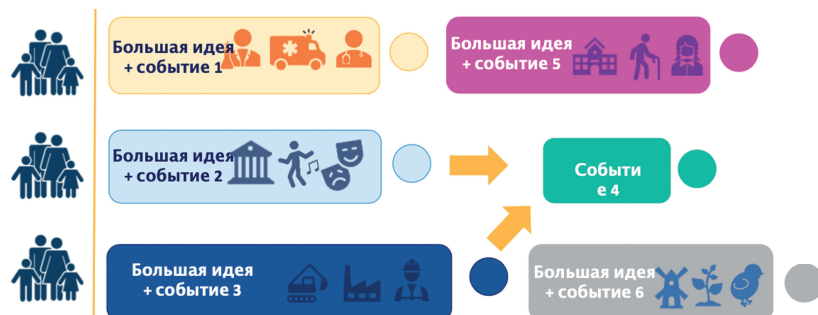 Большая идея
+ событие 1
Большая идея
+ событие 5
Большая идея
+ событие 2
Событи
е 4
Большая идея
+ событие 3
Большая идея
+ событие 6